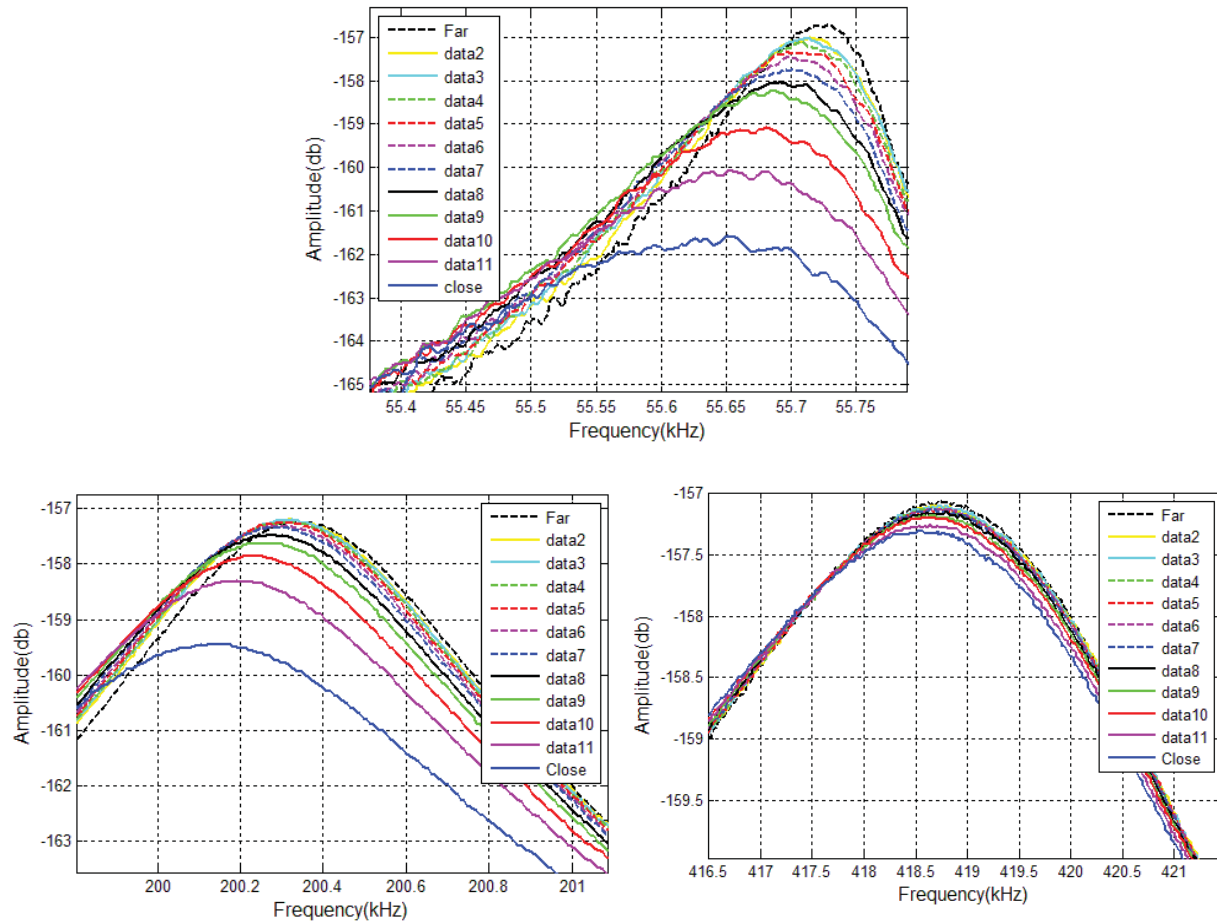 Amplitude(db)
-157
-158
-159
-160
-161
-162
-163
-164
-165
Far
data2
data3
data4
data5
data6
data7
data8
data9
data10
data11
close
55.4 55.45 55.5 55.55 55.6 55.65 55.7 55.75
Frequency(kHz)
Amplitude(db)
-157
-158
-159
-160
-161
-162
-163
Far
data2
data3
data4
data5
data6
data7
data8
data9
data10
data11
Close
200 200.2 200.4 200.6 200.8 201
Frequency(kHz)
Amplitude(db)
-157
-157.5
-158
-158.5
-159
-159.5
Far
data2
data3
data4
data5
data6
data7
data8
data9
data10
data11
Close
416.5 417 417.5 418 418.5 419 419.5 420 420.5 421
Frequency(kHz)